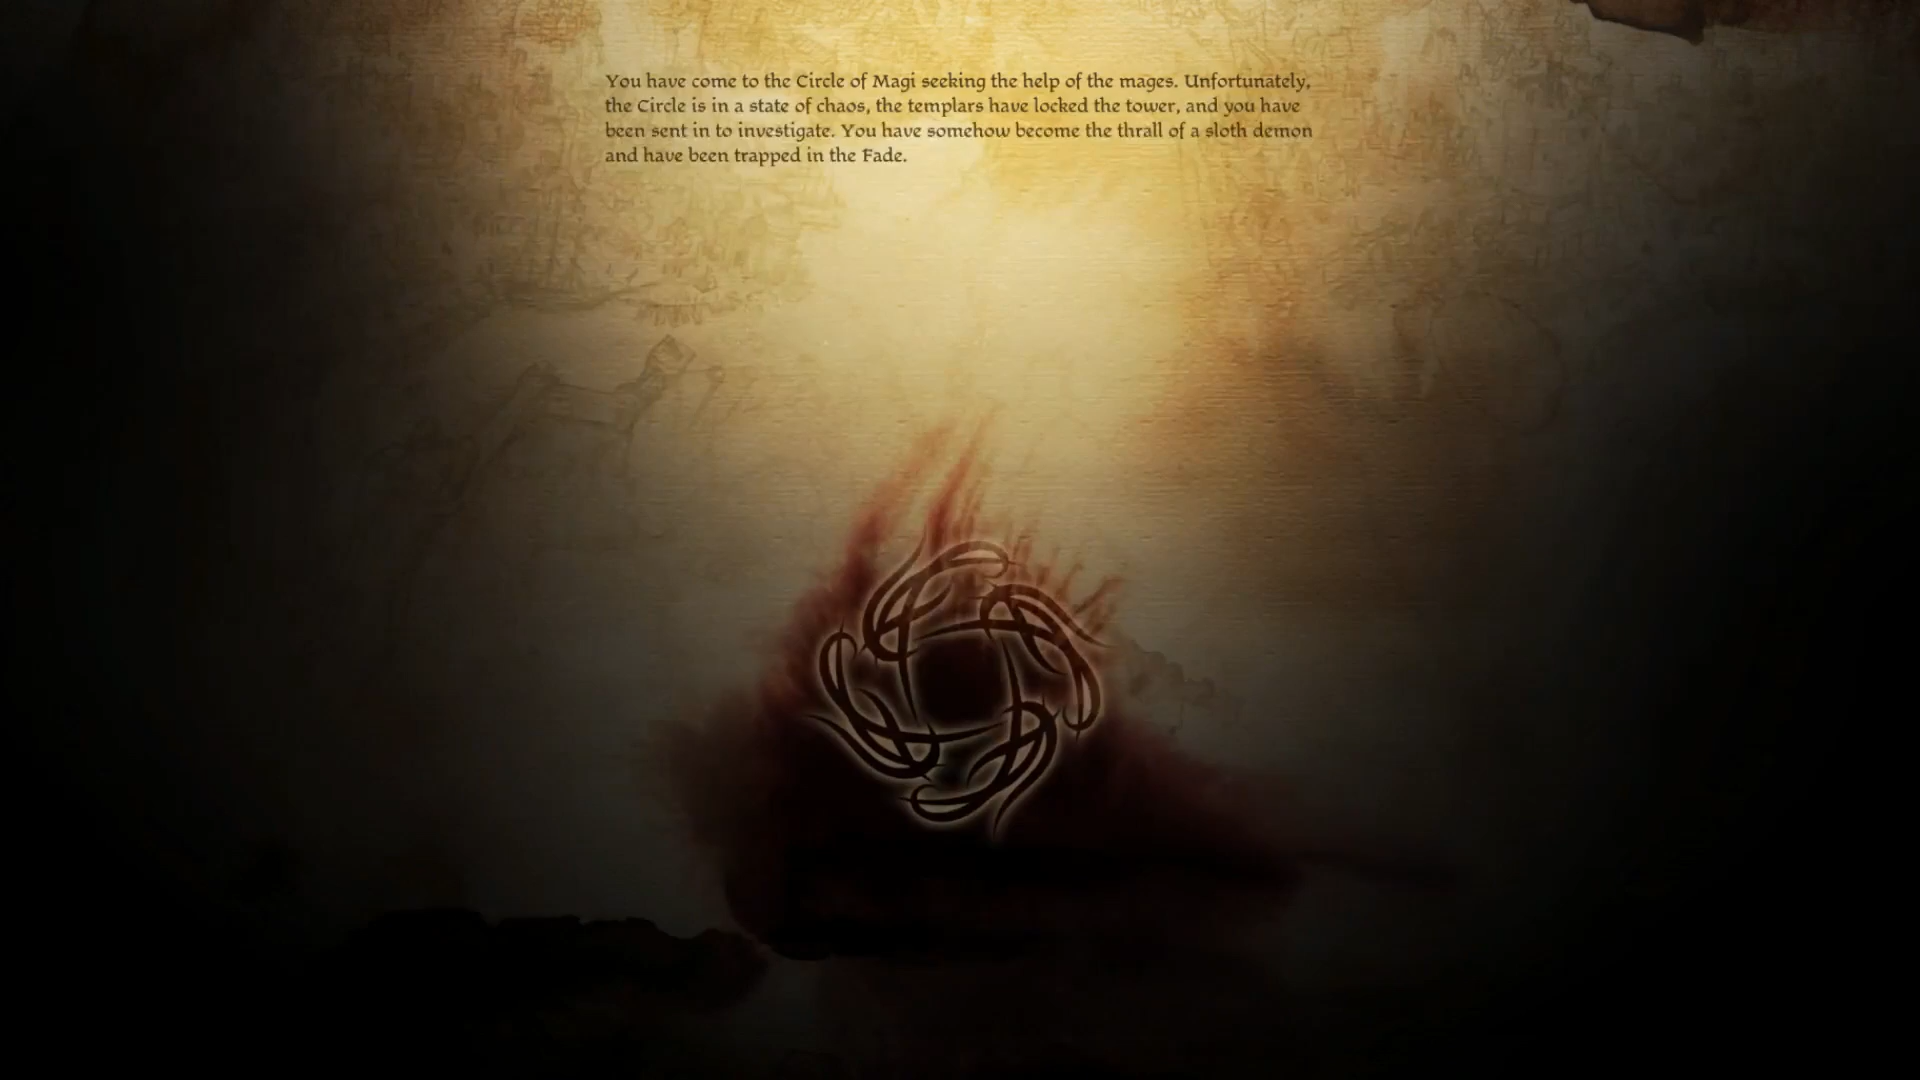 You have come to the Circle of Magi seeking the help of the mages. Unfortunately,
the Circle is in a state of chaos, the templars have locked the tower, and you have
been sent in to investigate. You have somehow become the thrall of a sloth demon
and have been trapped in the Fade.